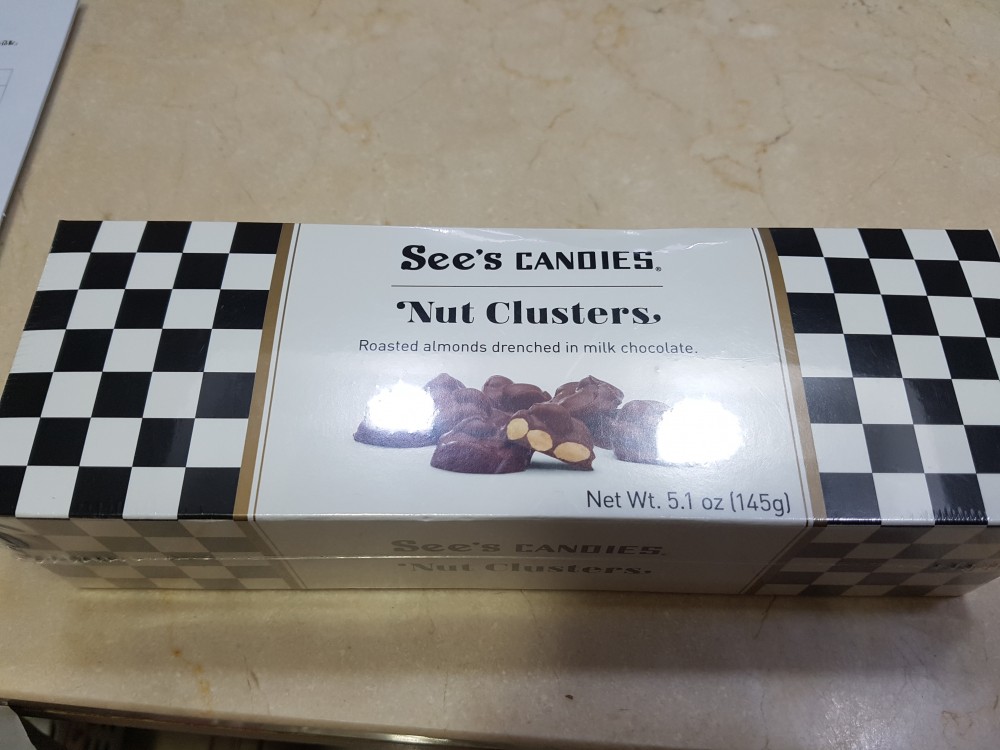 See's CANDIES®
Nut Clusters
Roasted almonds drenched in milk chocolate.
Net Wt. 5.1 oz (145g)
See's CANDIES®
Nut Clusters